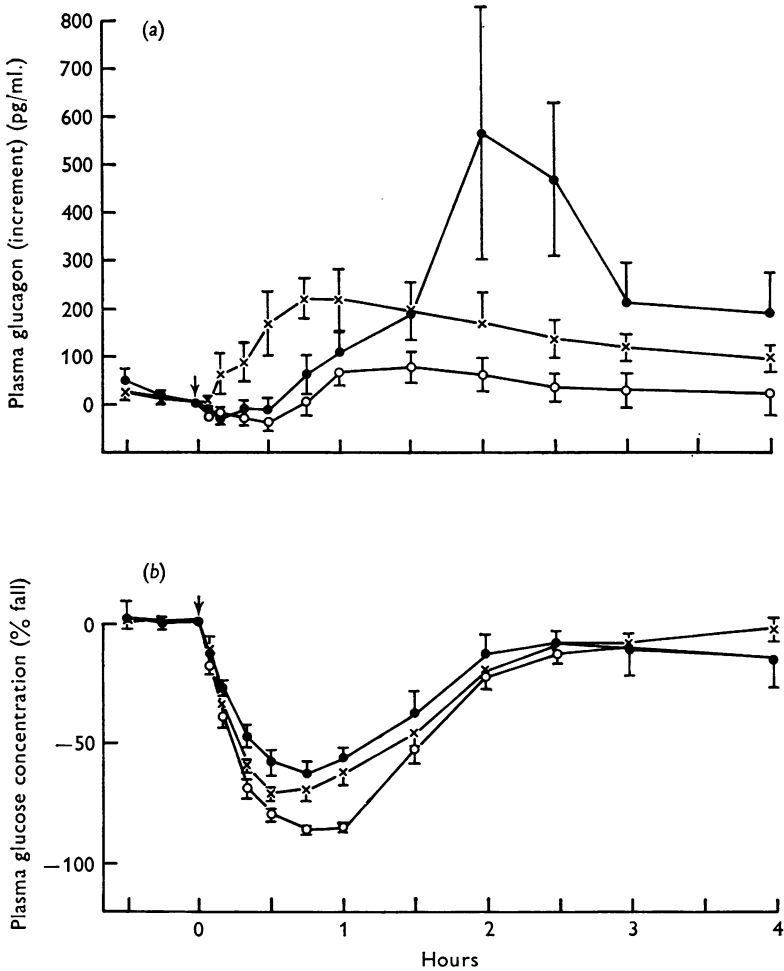 (a)
Plasma glucagon (increment) (pg/ml.)
800
700
600
500
400
300
200
100
0
(b)
Plasma glucose concentration (% fall)
0
−50
−100
0 1 2 3 4
Hours